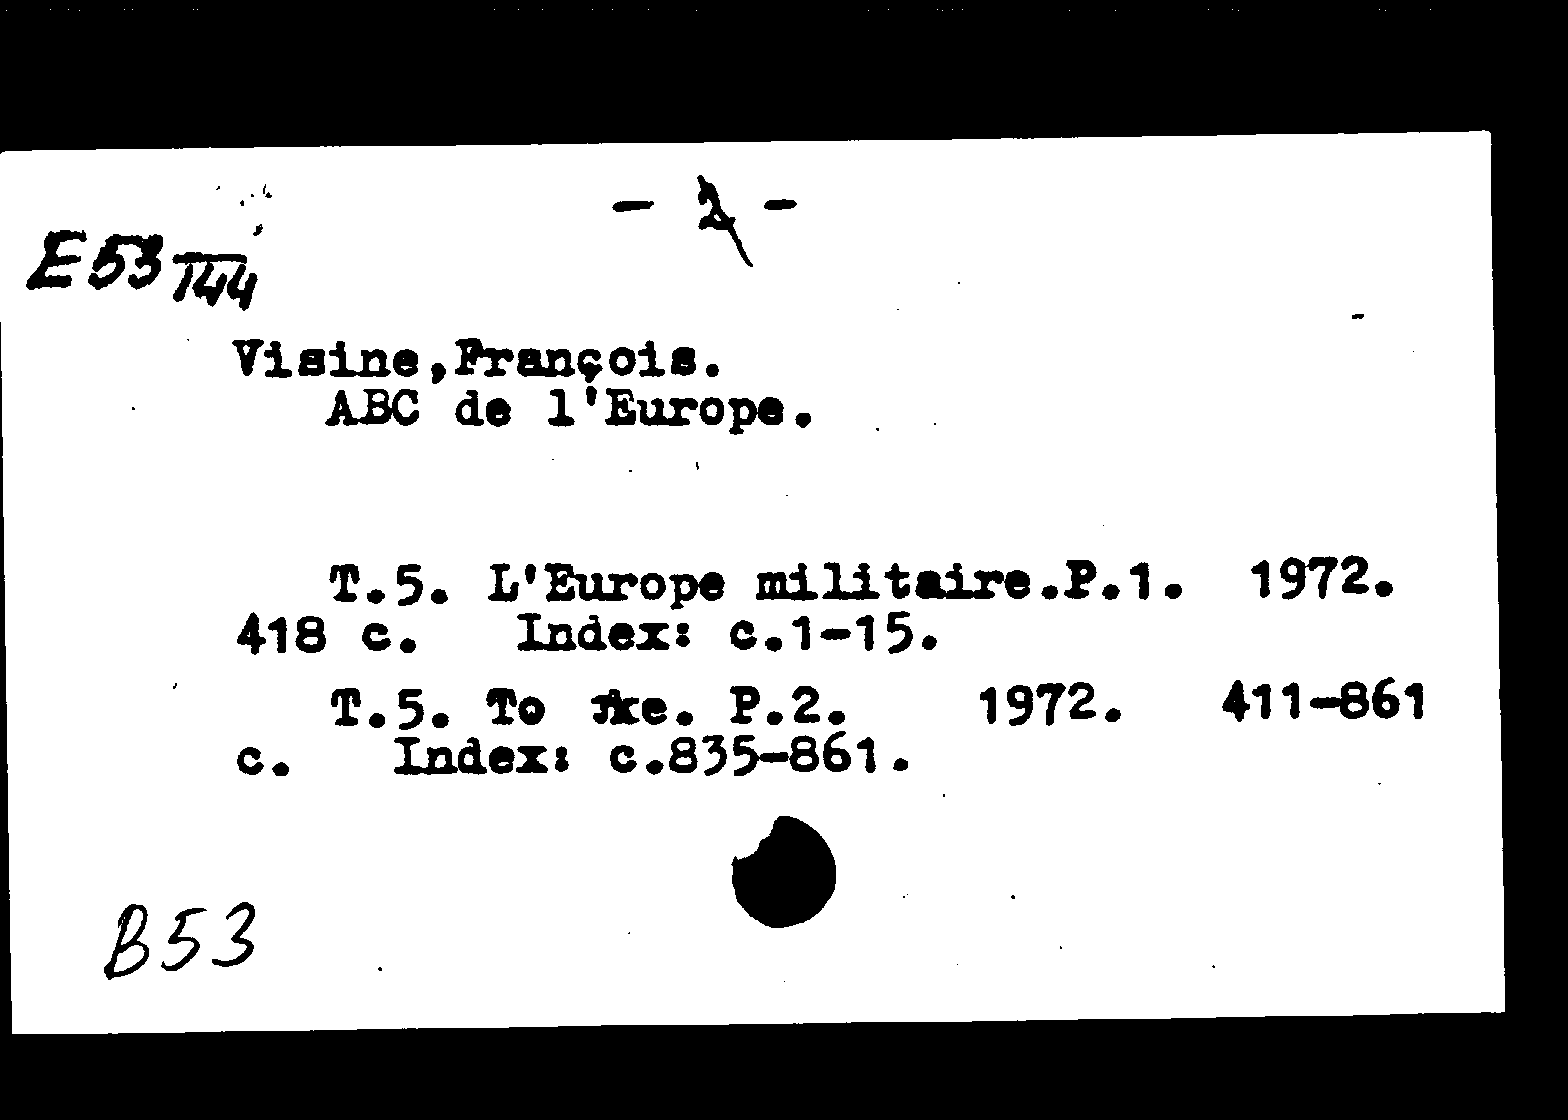 - 2 -
E53/144
Visine,François.
ABC de l'Europe.
T.5. L'Europe militaire.P.1. 1972.
418 с. Index: с.1-15.
T.5. То же. P.2. 1972. 411-861
с. Index: с.835-861.
B53